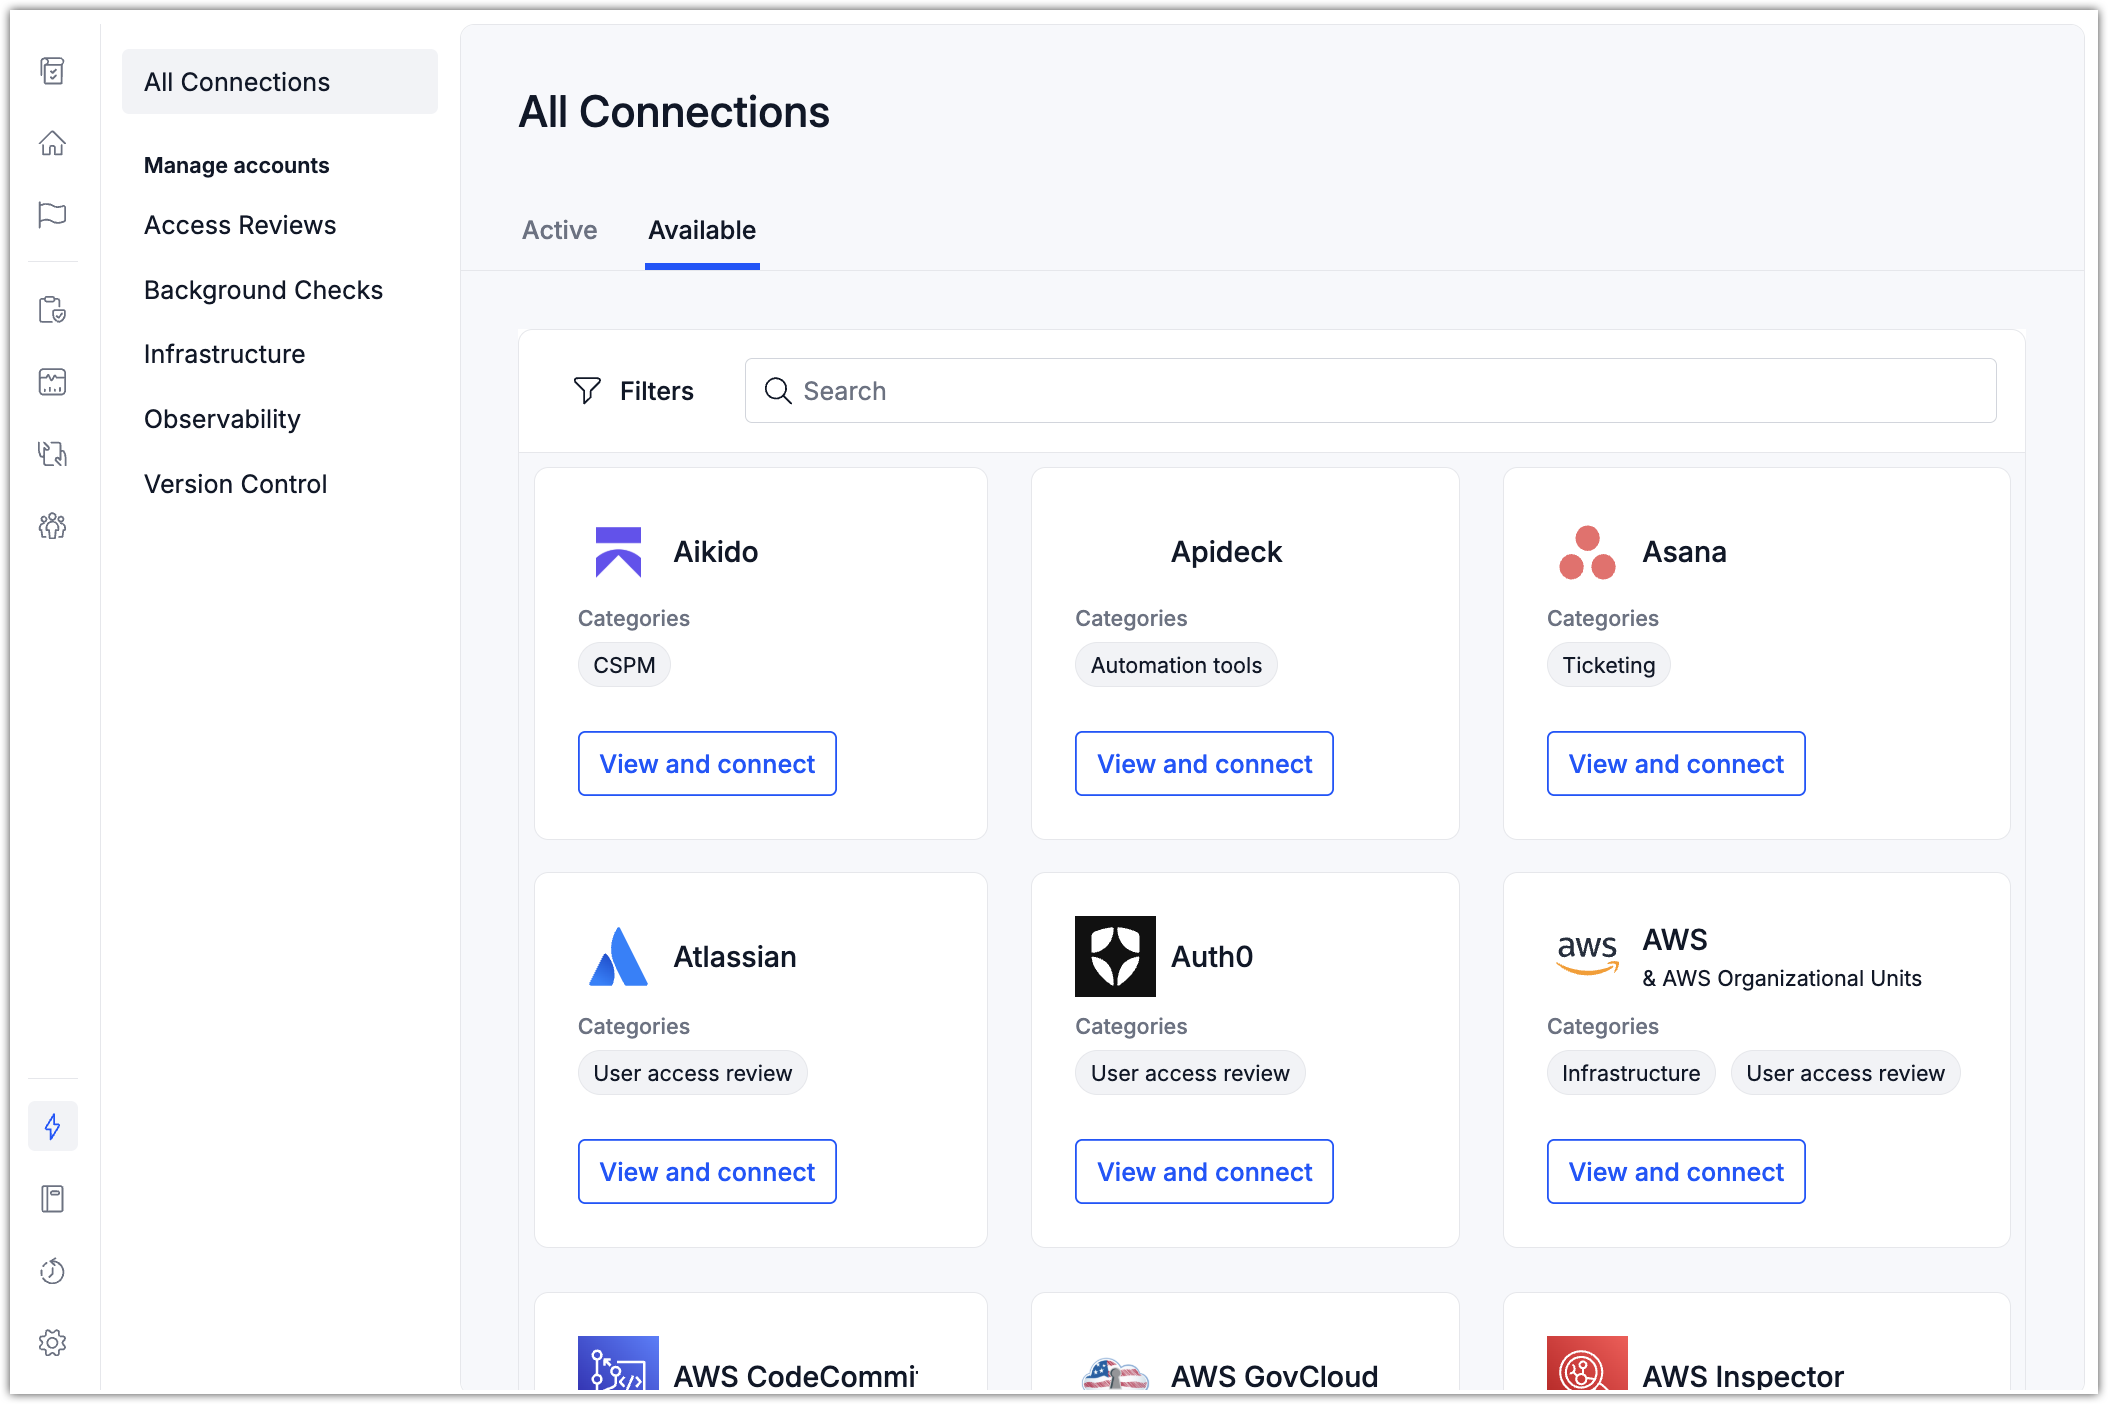 All Connections
Manage accounts
Access Reviews
Background Checks
Infrastructure
Observability
Version Control
All Connections
Active
Available
Filters
Search
Aikido
Categories
CSPM
View and connect
Apideck
Categories
Automation tools
View and connect
Asana
Categories
Ticketing
View and connect
Atlassian
Categories
User access review
View and connect
Auth0
Categories
User access review
View and connect
aws
AWS
& AWS Organizational Units
Categories
Infrastructure
User access review
View and connect
AWS CodeCommit
AWS GovCloud
AWS Inspector